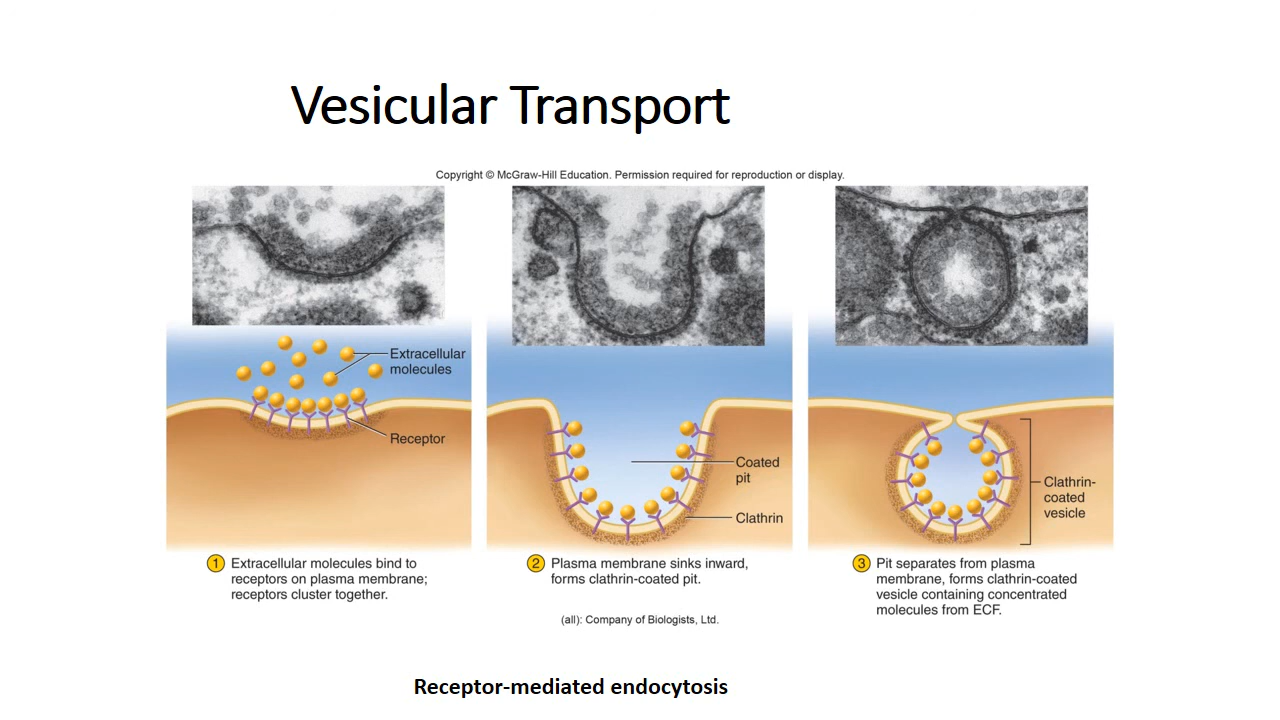 Vesicular Transport
Copyright © McGraw-Hill Education. Permission required for reproduction or display.
Extracellular
molecules
Receptor
Coated
pit
Clathrin
Clathrin-
coated
vesicle
1 Extracellular molecules bind to
receptors on plasma membrane;
receptors cluster together.
2 Plasma membrane sinks inward,
forms clathrin-coated pit.
3 Pit separates from plasma
membrane, forms clathrin-coated
vesicle containing concentrated
molecules from ECF.
(all): Company of Biologists, Ltd.
Receptor-mediated endocytosis